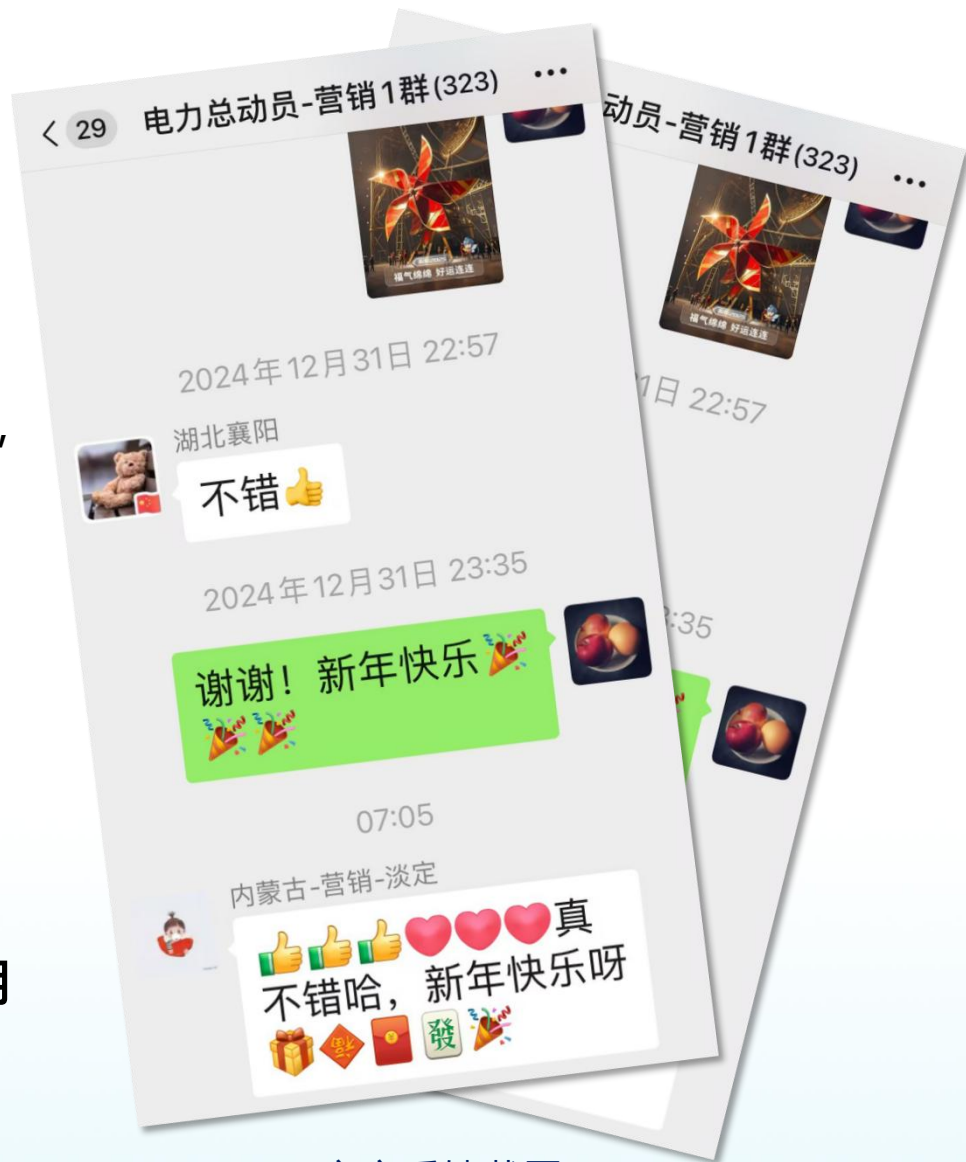 29
电力总动员-营销1群(323)
福气绵绵 好运连连
2024年12月31日 22:57
湖北襄阳
不错
2024年12月31日 23:35
谢谢！新年快乐
07:05
内蒙古-营销-淡定
真
不错哈，新年快乐呀
福
發
动员-营销1群(323)
福气绵绵 好运连连
1日 22:57
:35